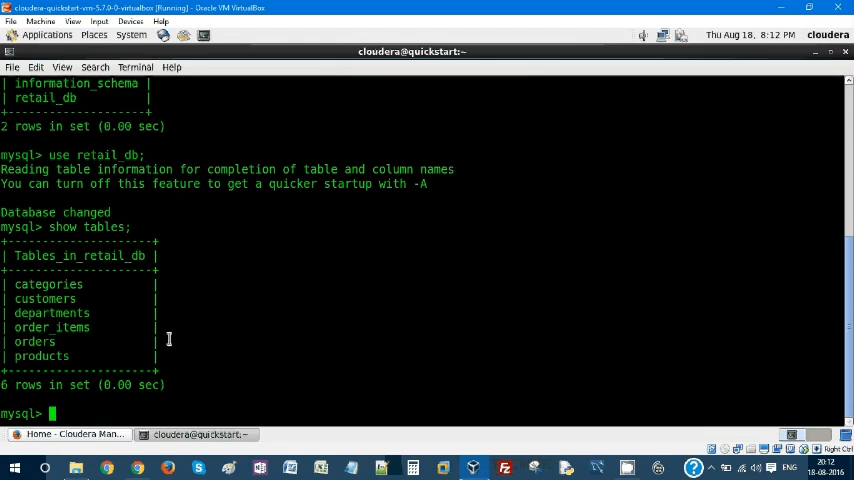 cloudera-quickstart-vm-5.7.0-0-virtualbox [Running] - Oracle VM VirtualBox
File Machine View Input Devices Help
Applications Places System Thu Aug 18, 8:12 PM cloudera
cloudera@quickstart:~
File Edit View Search Terminal Help
| information_schema |
| retail_db |
+--------------------+
2 rows in set (0.00 sec)
mysql> use retail_db;
Reading table information for completion of table and column names
You can turn off this feature to get a quicker startup with -A
Database changed
mysql> show tables;
+---------------------+
| Tables_in_retail_db |
+---------------------+
| categories |
| customers |
| departments |
| order_items |
| orders |
| products |
+---------------------+
6 rows in set (0.00 sec)
mysql>
Home - Cloudera Man... cloudera@quickstart:~
Right Ctrl
ENG 20:12
18-08-2016